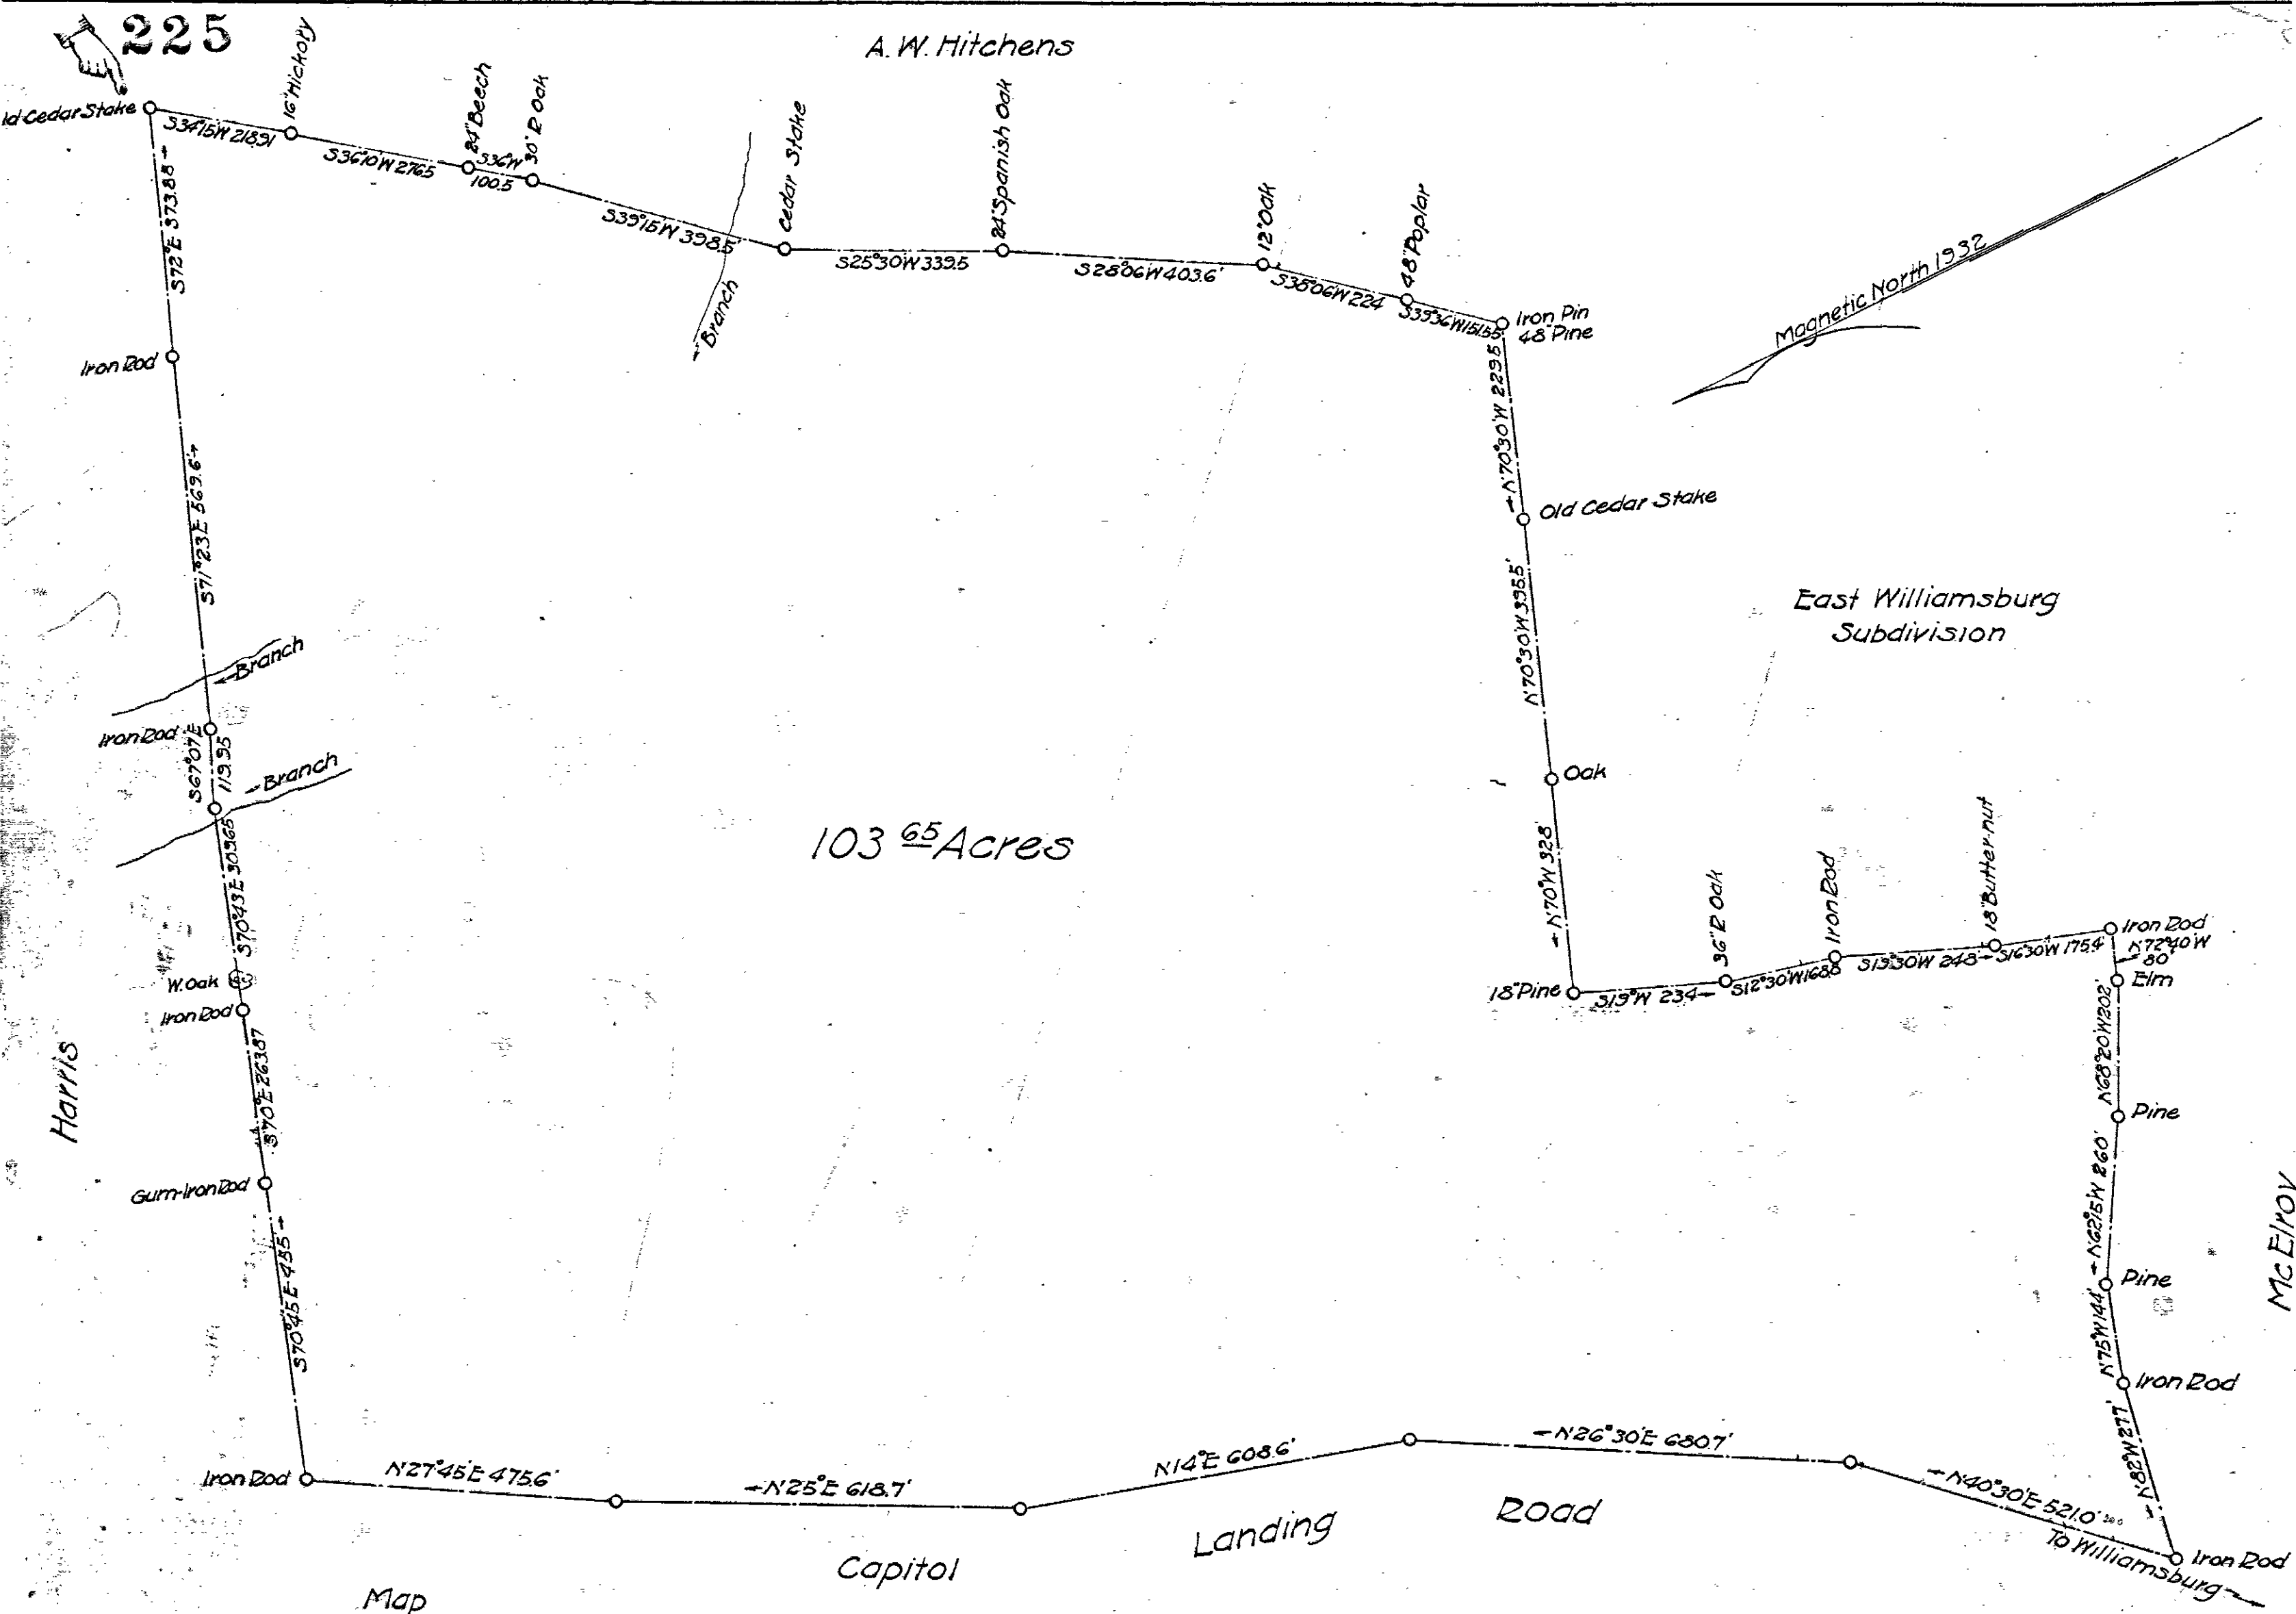 225
A.W. Hitchens
ld Cedar Stake
S34°15'W 218.91
16" Hickory
S36°10'W 276.5
24" Beech
S36°W
100.5
30" R Oak
S39°15'W 398.5'
Branch
Cedar Stake
S25°30'W 339.5
24" Spanish Oak
S28°06'W 403.6'
12" Oak
S35°06'W 224
48" Poplar
S39°36'W 151.55
Iron Pin
48" Pine
Magnetic North 1932
N70°30'W 229.5
Old Cedar Stake
N70°30'W 395.5'
East Williamsburg
Subdivision
Oak
N70°W 328'
18" Pine
S19°W 234
36" R Oak
S12°30'W 168.8
Iron Rod
S19°30'W 248
18" Butter-nut
S16°30'W 175.4
Iron Rod
N72°40'W
80'
Elm
N68°20'W 202'
Pine
N62°15'W 260'
Pine
N75°W 144'
Iron Rod
N82°W 277'
Iron Rod
McElroy
S72°E 373.88
Iron Rod
S71°23'E 569.6
Branch
Iron Rod
S67°07'E
119.95
Branch
S70°43'E 309.65
W. Oak
Iron Rod
S70°E 263.87
Gum-Iron Rod
S70°45'E 455'
Iron Rod
Harris
103 65 Acres
N27°45'E 475.6'
N25°E 618.7'
N14°E 608.6'
N26°30'E 680.7'
N40°30'E 521.0'
To Williamsburg
Capitol Landing Road
Map